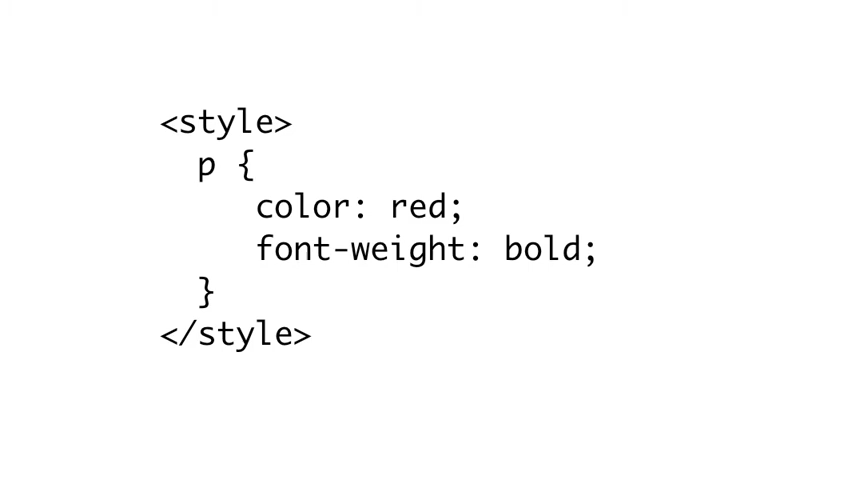 <style>
  p {
     color: red;
     font-weight: bold;
  }
</style>